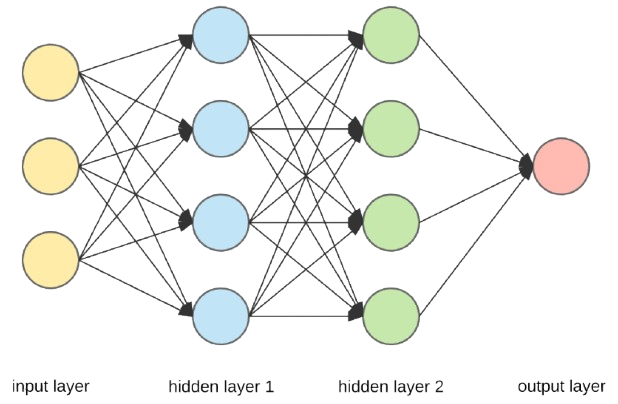 input layer
hidden layer 1
hidden layer 2
output layer